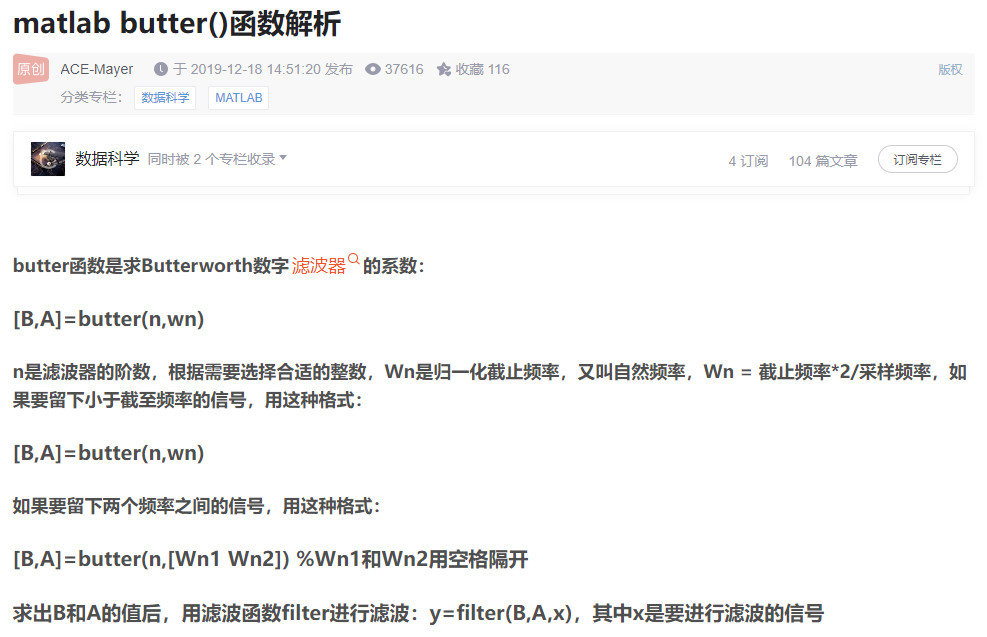 matlab butter()函数解析
原创 ACE-Mayer 于 2019-12-18 14:51:20 发布 37616 收藏 116 版权
分类专栏： 数据科学 MATLAB
数据科学 同时被 2 个专栏收录 4 订阅 104 篇文章 订阅专栏
butter函数是求Butterworth数字滤波器的系数：
[B,A]=butter(n,wn)
n是滤波器的阶数，根据需要选择合适的整数，Wn是归一化截止频率，又叫自然频率，Wn = 截止频率*2/采样频率，如
果要留下小于截至频率的信号，用这种格式：
[B,A]=butter(n,wn)
如果要留下两个频率之间的信号，用这种格式：
[B,A]=butter(n,[Wn1 Wn2]) %Wn1和Wn2用空格隔开
求出B和A的值后，用滤波函数filter进行滤波：y=filter(B,A,x)，其中x是要进行滤波的信号